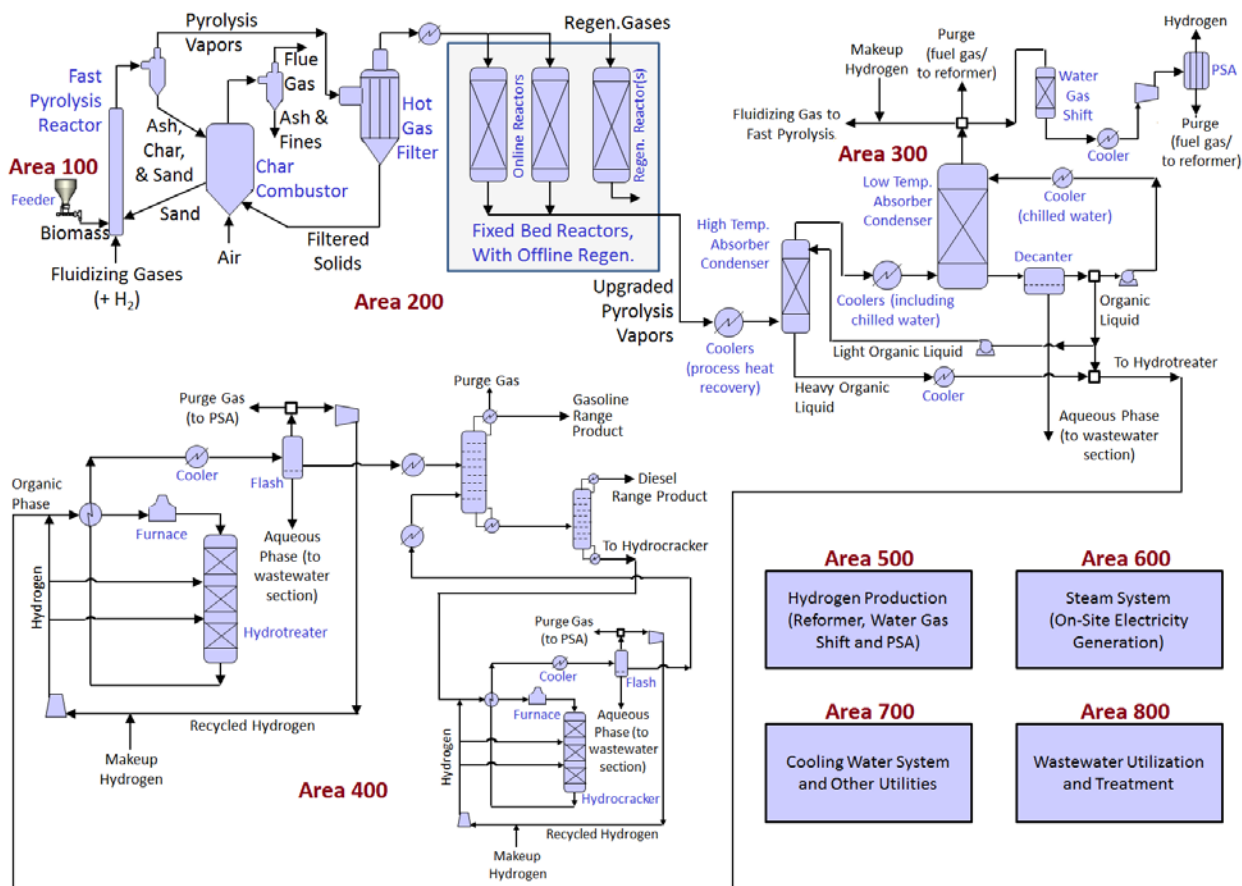 Pyrolysis
Vapors
Flue
Gas
Fast
Pyrolysis
Reactor
Ash &
Fines
Ash,
Char,
& Sand
Hot
Gas
Filter
Area 100
Char
Combustor
Feeder
Sand
Biomass
Air
Filtered
Solids
Fluidizing Gases
(+ H2)
Area 200
Regen.Gases
Online Reactors
Regen. Reactor(s)
Fixed Bed Reactors,
With Offline Regen.
Upgraded
Pyrolysis
Vapors
Coolers
(process heat
recovery)
High Temp.
Absorber
Condenser
Coolers (including
chilled water)
Light Organic Liquid
Heavy Organic
Liquid
Cooler
Makeup
Hydrogen
Purge
(fuel gas/
to reformer)
Fluidizing Gas to
Fast Pyrolysis
Area 300
Water
Gas
Shift
Cooler
Hydrogen
PSA
Purge
(fuel gas/
to reformer)
Low Temp.
Absorber
Condenser
Cooler
(chilled water)
Decanter
Organic
Liquid
To Hydrotreater
Aqueous Phase
(to wastewater
section)
Purge Gas
(to PSA)
Cooler
Flash
Organic
Phase
Furnace
Aqueous
Phase (to
wastewater
section)
Hydrogen
Hydrotreater
Recycled Hydrogen
Makeup
Hydrogen
Purge Gas
Gasoline
Range
Product
Diesel
Range Product
To Hydrocracker
Purge Gas
(to PSA)
Cooler
Flash
Furnace
Aqueous
Phase (to
wastewater
section)
Hydrogen
Hydrocracker
Recycled Hydrogen
Makeup
Hydrogen
Area 400
Area 500
Hydrogen Production
(Reformer, Water Gas
Shift and PSA)
Area 600
Steam System
(On-Site Electricity
Generation)
Area 700
Cooling Water System
and Other Utilities
Area 800
Wastewater Utilization
and Treatment